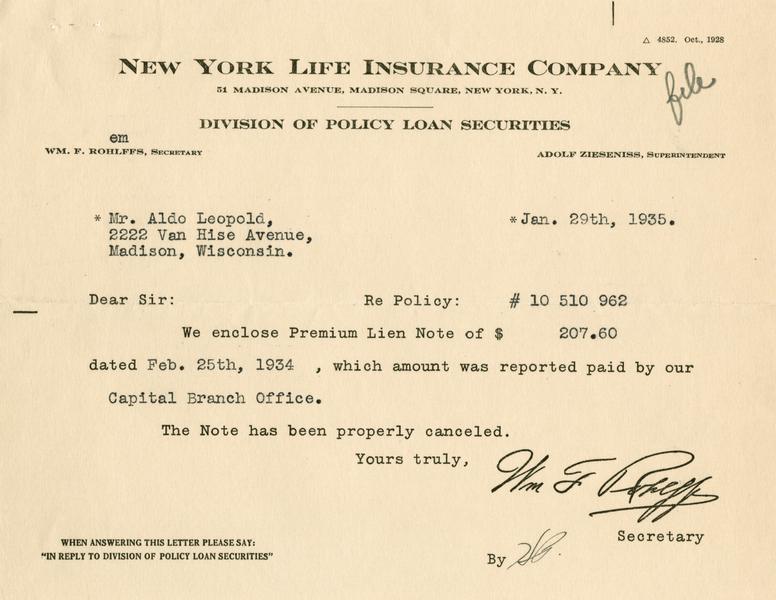 △ 4852. Oct., 1928
NEW YORK LIFE INSURANCE COMPANY
51 MADISON AVENUE, MADISON SQUARE, NEW YORK, N. Y.
file
DIVISION OF POLICY LOAN SECURITIES
em
WM. F. ROHLFFS, SECRETARY
ADOLF ZIESENISS, SUPERINTENDENT
* Mr. Aldo Leopold, * Jan. 29th, 1935.
2222 Van Hise Avenue,
Madison, Wisconsin.
Dear Sir: Re Policy: # 10 510 962
We enclose Premium Lien Note of $ 207.60
dated Feb. 25th, 1934 , which amount was reported paid by our
Capital Branch Office.
The Note has been properly canceled.
Yours truly,
Wm F Rohlffs
Secretary
By
WHEN ANSWERING THIS LETTER PLEASE SAY:
"IN REPLY TO DIVISION OF POLICY LOAN SECURITIES"